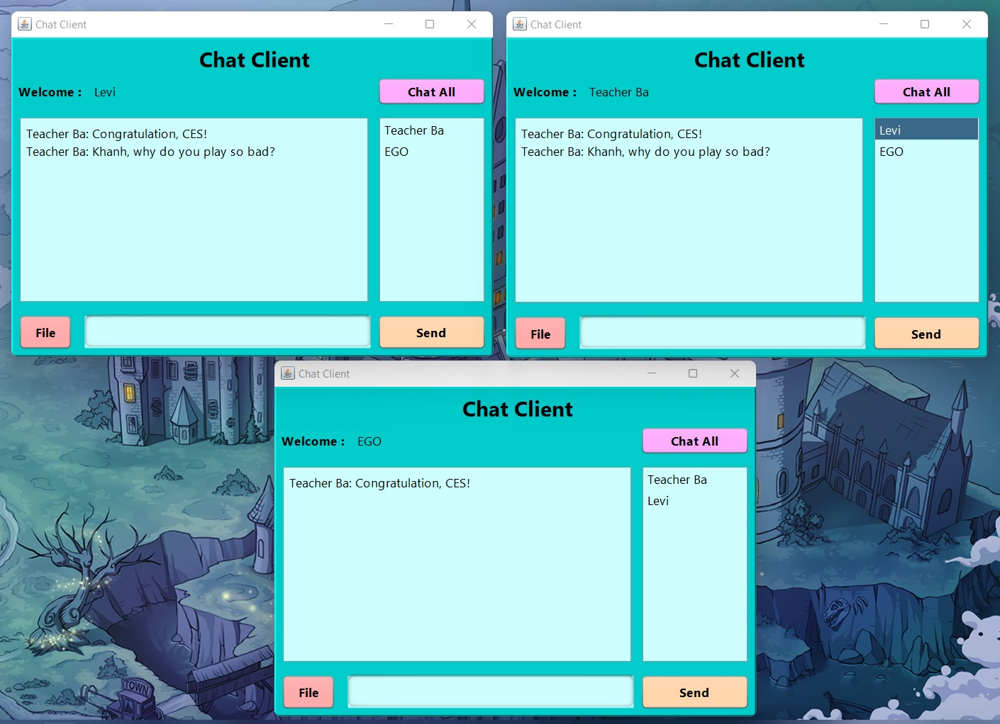 Chat Client
Chat Client
Welcome : Levi
Chat All
Teacher Ba: Congratulation, CES!
Teacher Ba: Khanh, why do you play so bad?
Teacher Ba
EGO
File
Send
Chat Client
Chat Client
Welcome : Teacher Ba
Chat All
Teacher Ba: Congratulation, CES!
Teacher Ba: Khanh, why do you play so bad?
Levi
EGO
File
Send
Chat Client
Chat Client
Welcome : EGO
Chat All
Teacher Ba: Congratulation, CES!
Teacher Ba
Levi
File
Send
TOWN